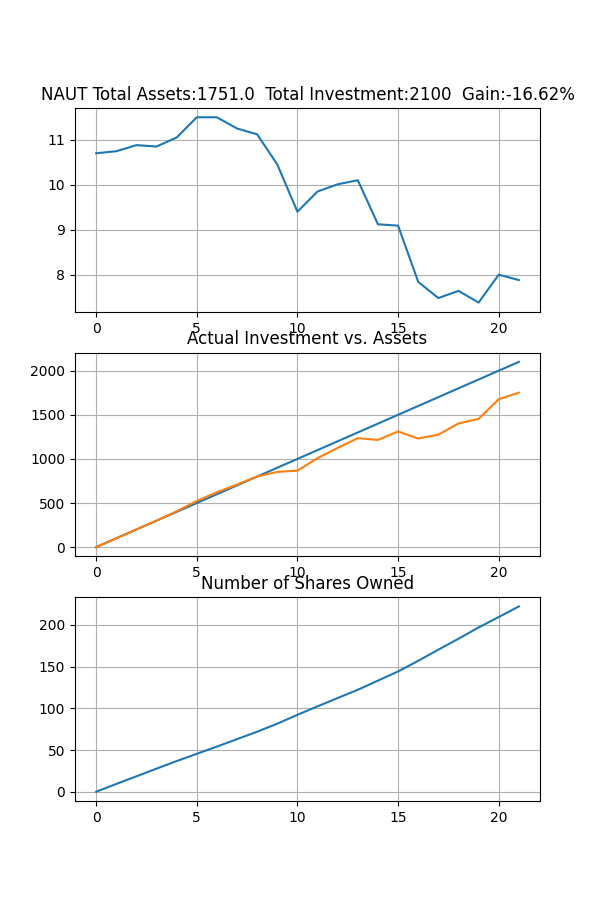 NAUT Total Assets:1751.0  Total Investment:2100  Gain:-16.62%
11
10
9
8
0 5 10 15 20
Actual Investment vs. Assets
2000
1500
1000
500
0
0 5 10 15 20
Number of Shares Owned
200
150
100
50
0
0 5 10 15 20